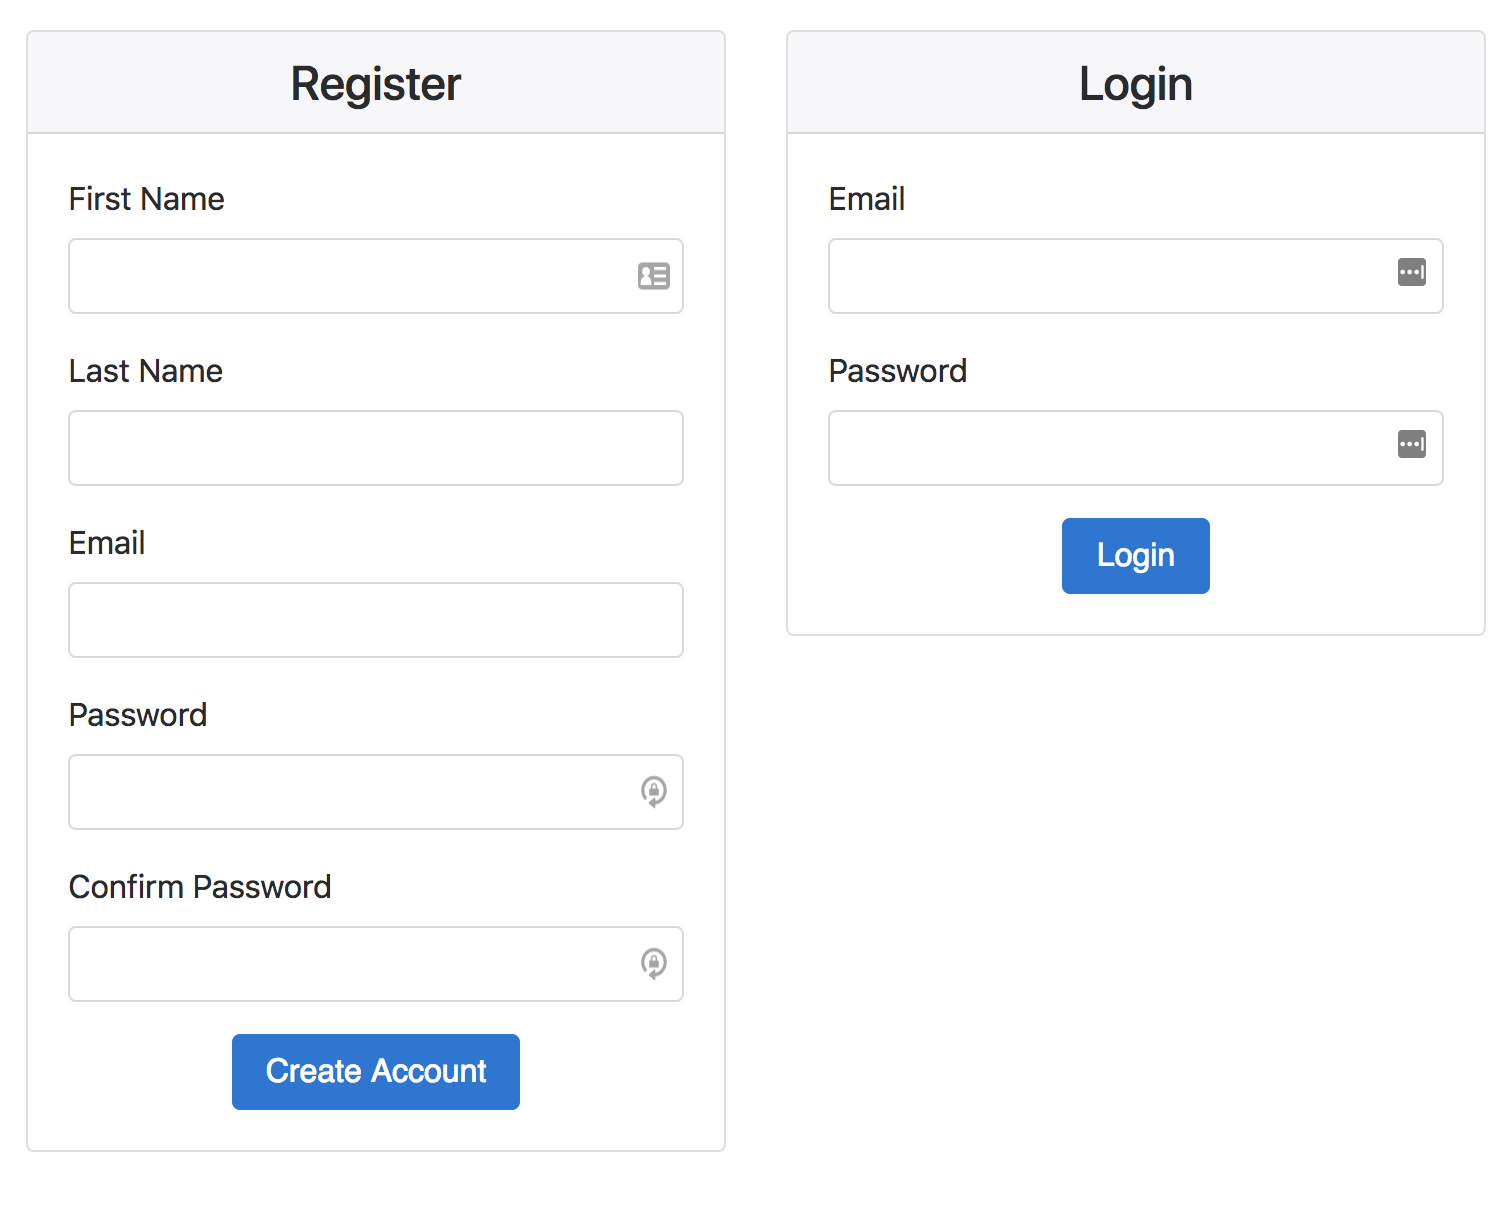 Register
First Name
Last Name
Email
Password
Confirm Password
Create Account
Login
Email
Password
Login